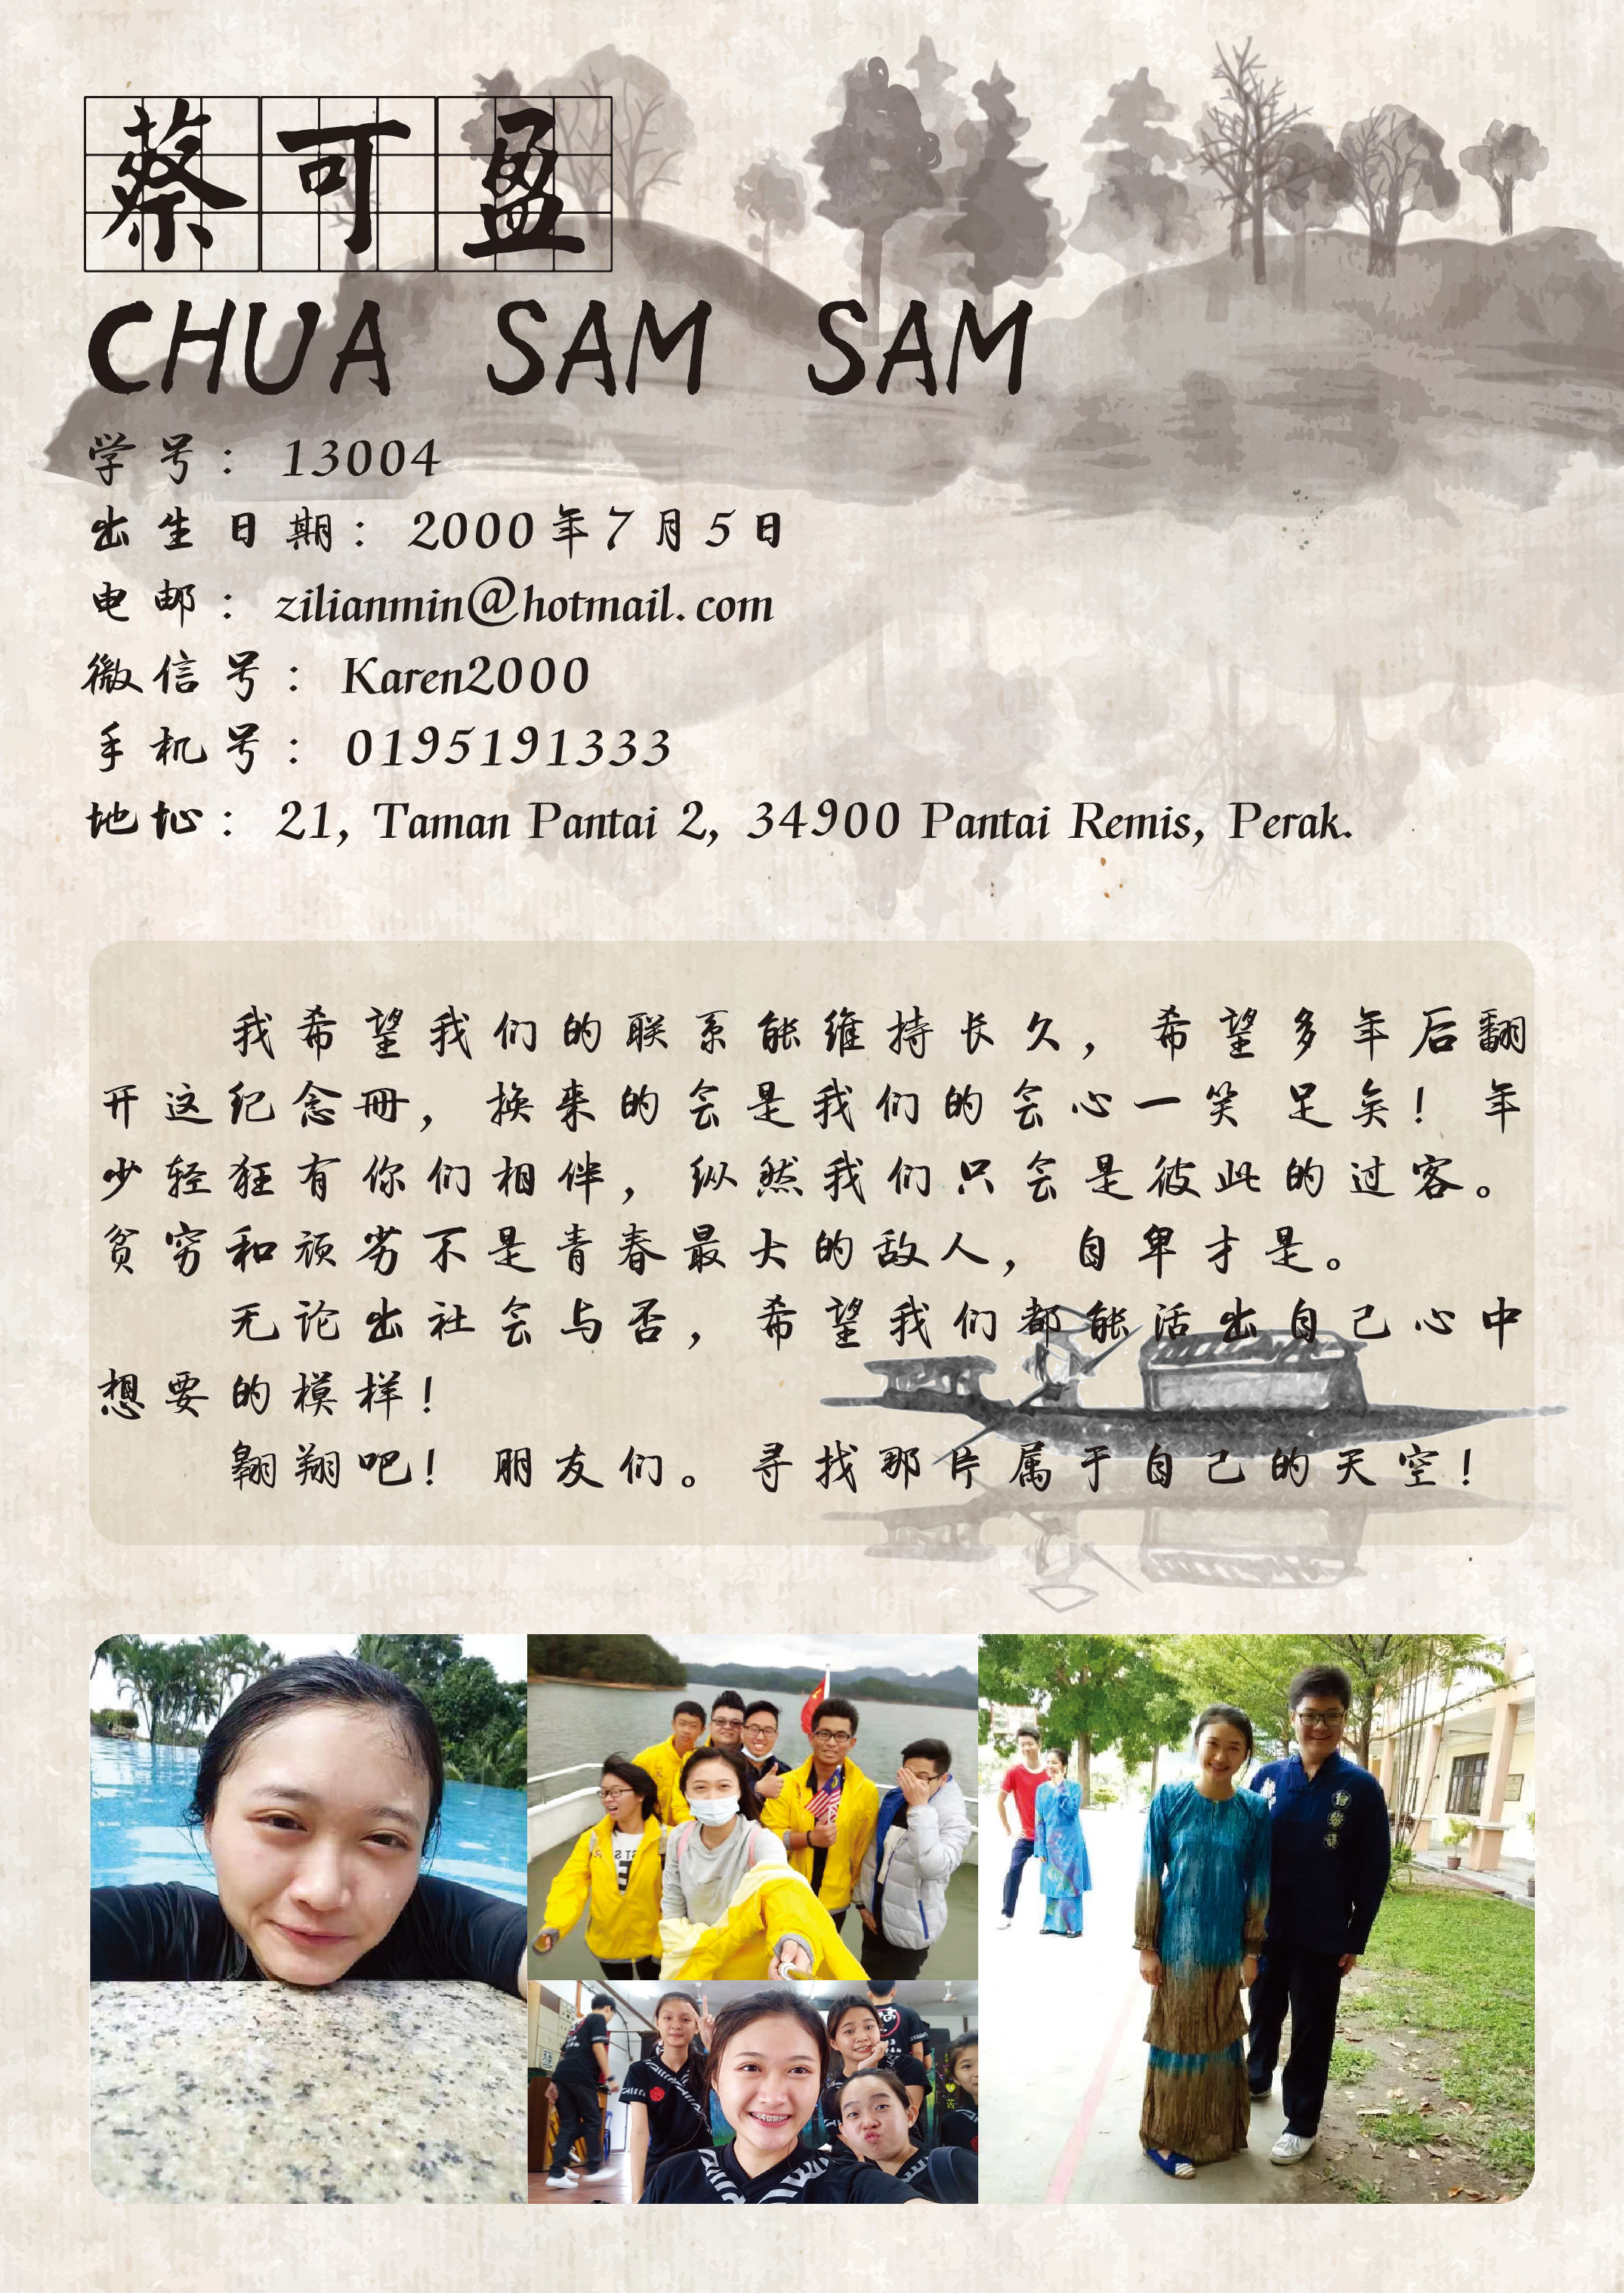 蔡可盈
CHUA SAM SAM
学号：13004
出生日期：2000年7月5日
电邮：zilianmin@hotmail.com
微信号：Karen2000
手机号：0195191333
地址：21, Taman Pantai 2, 34900 Pantai Remis, Perak.
我希望我们的联系能维持长久，希望多年后翻
开这纪念册，换来的会是我们的会心一笑 足矣！年
少轻狂有你们相伴，纵然我们只会是彼此的过客。
贫穷和顽劣不是青春最大的敌人，自卑才是。
无论出社会与否，希望我们都能活出自己心中
想要的模样！
翱翔吧！朋友们。寻找那片属于自己的天空！